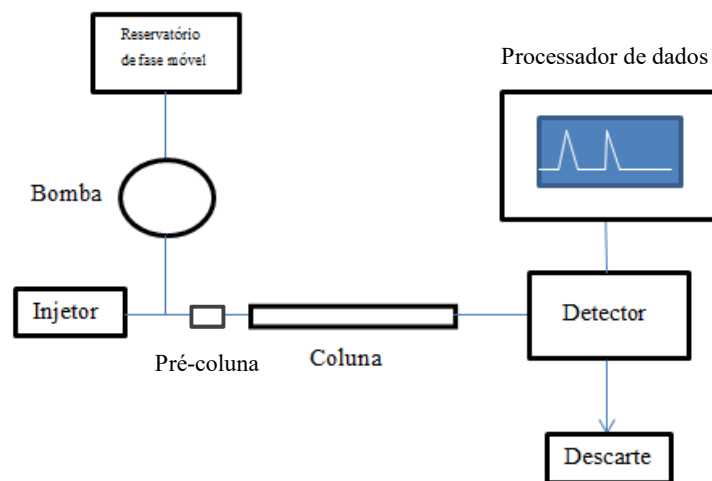 Reservatório
de fase móvel
Processador de dados
Bomba
Injetor
Pré-coluna
Coluna
Detector
Descarte